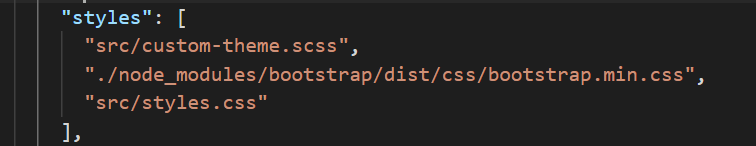 "styles": [
"src/custom-theme.scss",
"./node_modules/bootstrap/dist/css/bootstrap.min.css",
"src/styles.css"
],